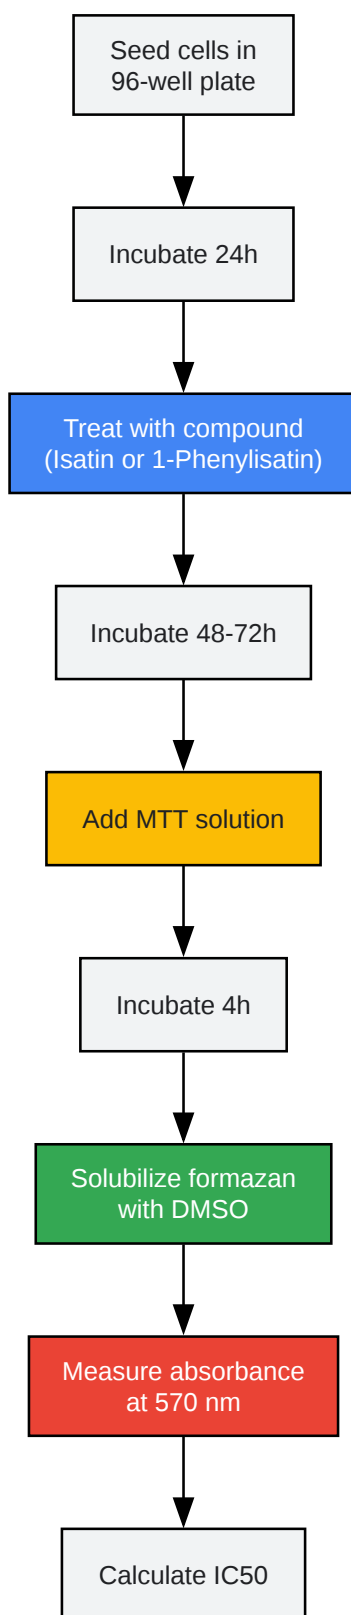 Seed cells in
96-well plate
Incubate 24h
Treat with compound
(Isatin or 1-Phenylisatin)
Incubate 48-72h
Add MTT solution
Incubate 4h
Solubilize formazan
with DMSO
Measure absorbance
at 570 nm
Calculate IC50